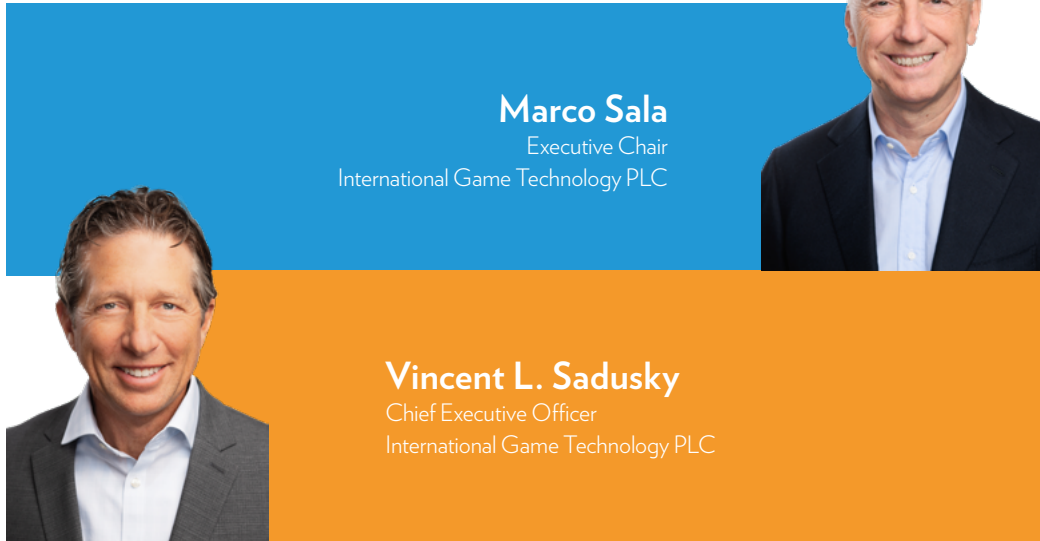 Marco Sala
Executive Chair
International Game Technology PLC
Vincent L. Sadusky
Chief Executive Officer
International Game Technology PLC